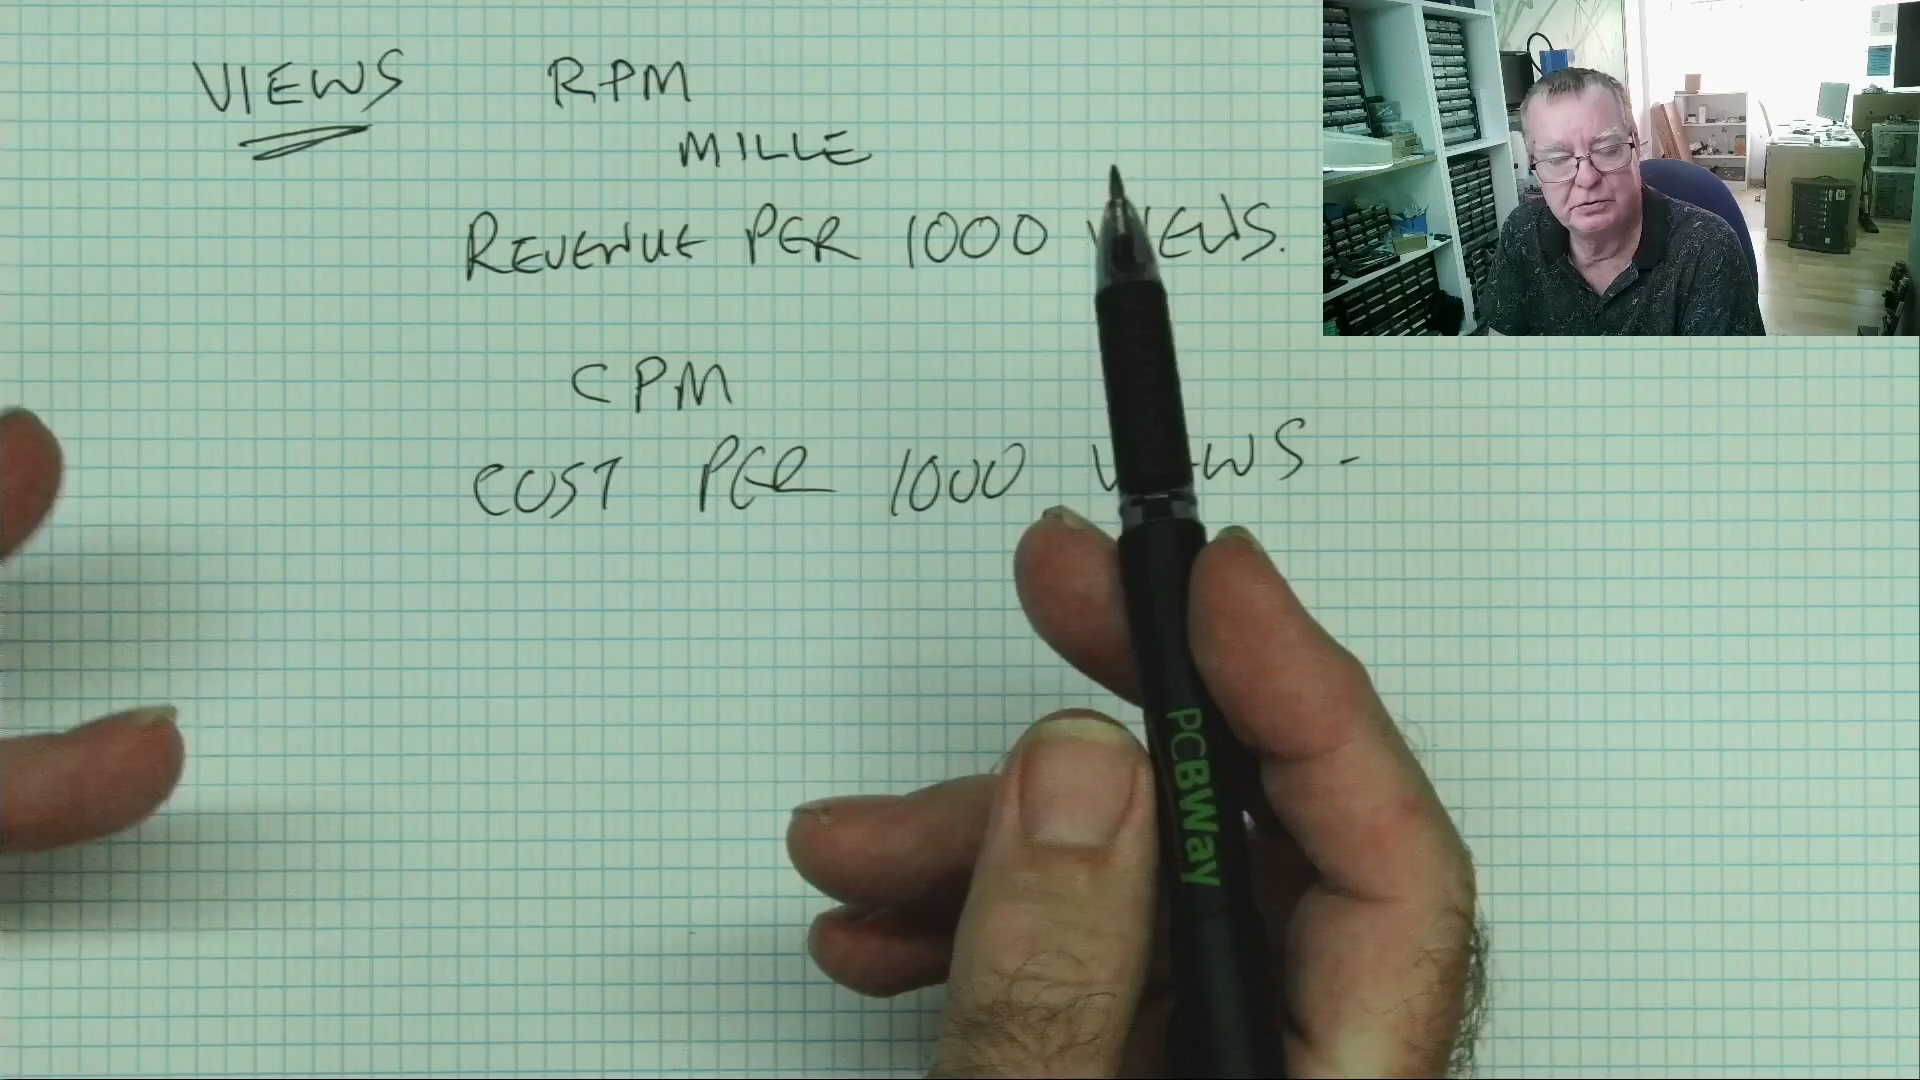 VIEWS RPM
MILLE
REVENUE PER 1000 VIEWS.
CPM
COST PER 1000 VIEWS -
PCBWay